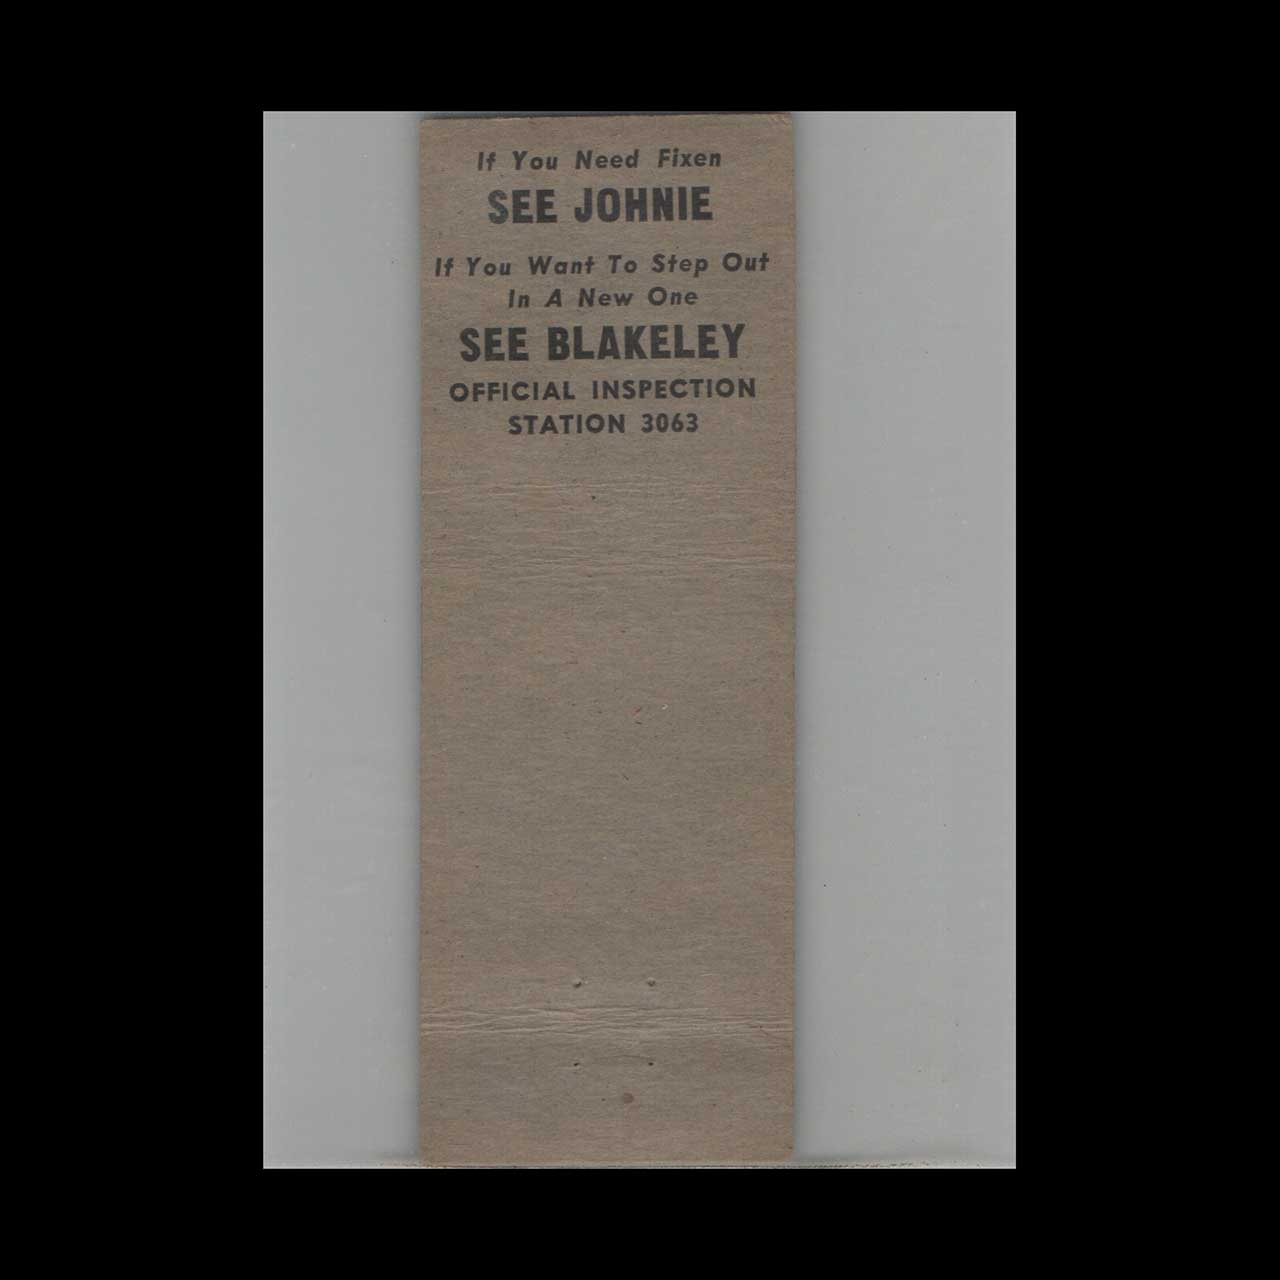 If You Need Fixen
SEE JOHNIE
If You Want To Step Out
In A New One
SEE BLAKELEY
OFFICIAL INSPECTION
STATION 3063